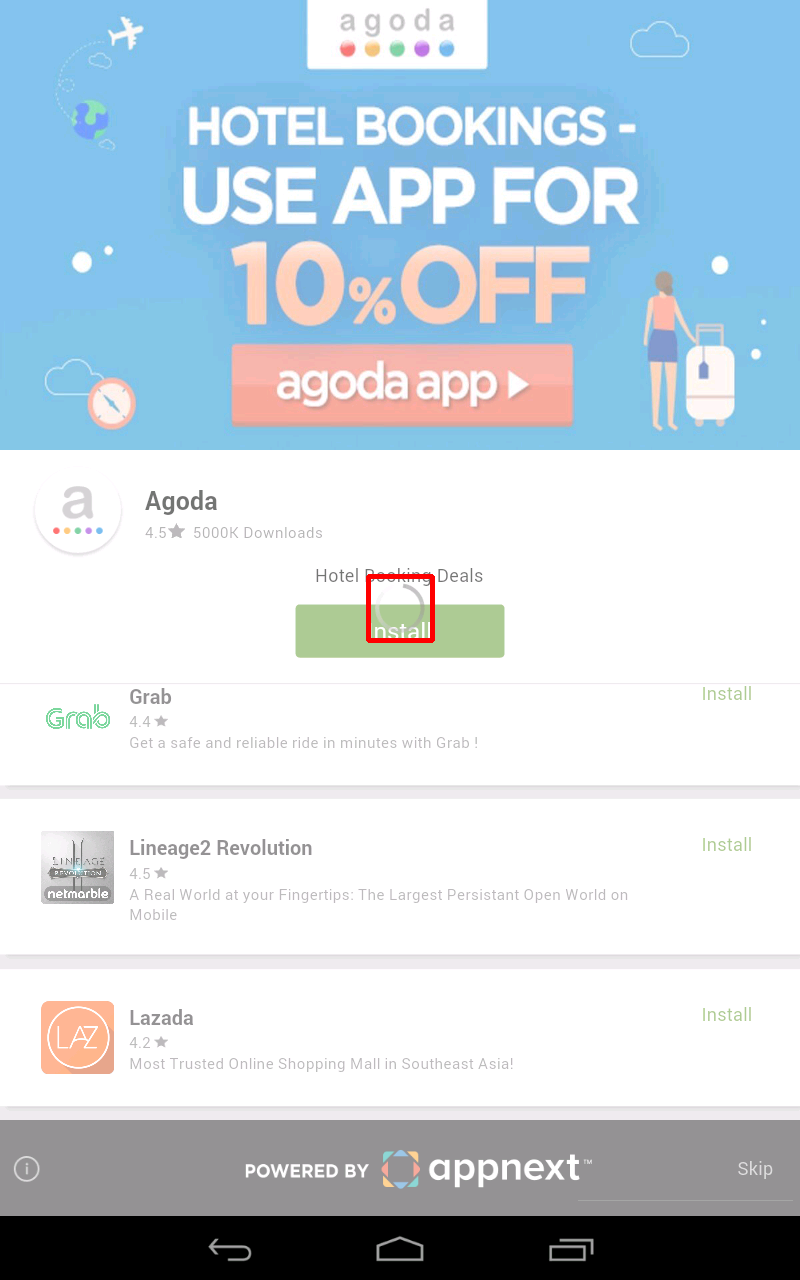 agoda
HOTEL BOOKINGS -
USE APP FOR
10% OFF
agoda app
a
Agoda
4.5★ 5000K Downloads
Hotel Booking Deals
Install
Grab
Grab
Install
4.4 ★
Get a safe and reliable ride in minutes with Grab !
LINEAGE
REVOLUTION
netmarble
Lineage2 Revolution
Install
4.5 ★
A Real World at your Fingertips: The Largest Persistant Open World on
Mobile
LAZ
Lazada
Install
4.2 ★
Most Trusted Online Shopping Mall in Southeast Asia!
i
POWERED BY appnext™
Skip